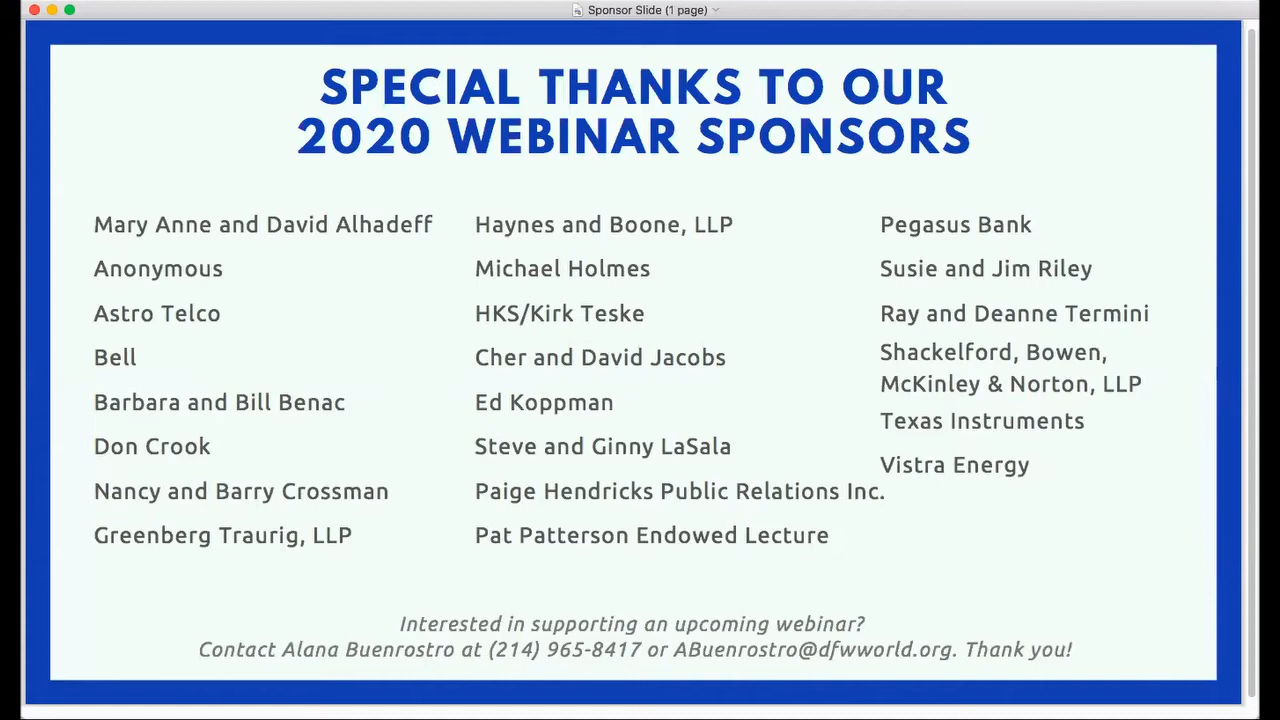 Sponsor Slide (1 page)
SPECIAL THANKS TO OUR
2020 WEBINAR SPONSORS
Mary Anne and David Alhadeff
Anonymous
Astro Telco
Bell
Barbara and Bill Benac
Don Crook
Nancy and Barry Crossman
Greenberg Traurig, LLP
Haynes and Boone, LLP
Michael Holmes
HKS/Kirk Teske
Cher and David Jacobs
Ed Koppman
Steve and Ginny LaSala
Paige Hendricks Public Relations Inc.
Pat Patterson Endowed Lecture
Pegasus Bank
Susie and Jim Riley
Ray and Deanne Termini
Shackelford, Bowen,
McKinley & Norton, LLP
Texas Instruments
Vistra Energy
Interested in supporting an upcoming webinar?
Contact Alana Buenrostro at (214) 965-8417 or ABuenrostro@dfwworld.org. Thank you!